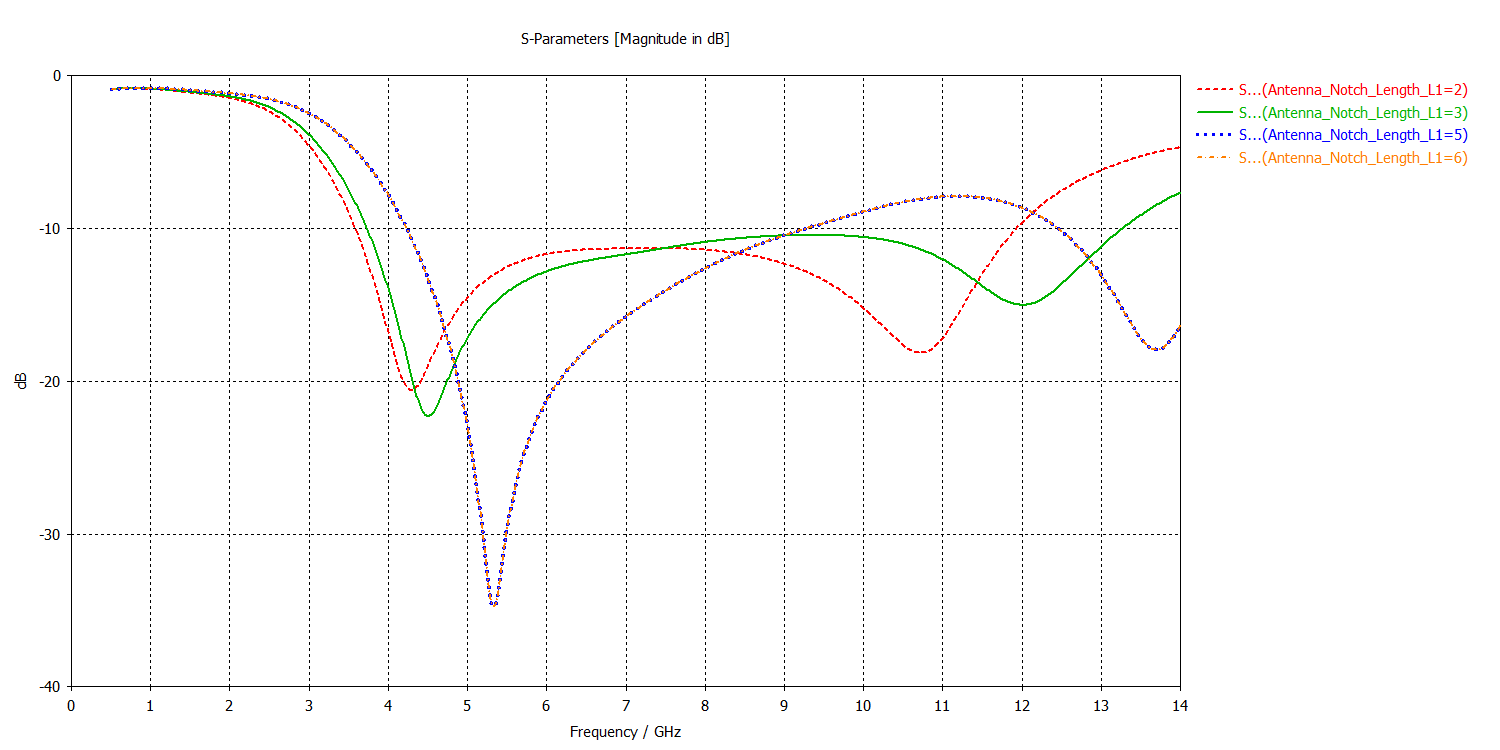 S-Parameters [Magnitude in dB]
0
-10
-20
-30
-40
dB
0 1 2 3 4 5 6 7 8 9 10 11 12 13 14
Frequency / GHz
S...(Antenna_Notch_Length_L1=2)
S...(Antenna_Notch_Length_L1=3)
S...(Antenna_Notch_Length_L1=5)
S...(Antenna_Notch_Length_L1=6)